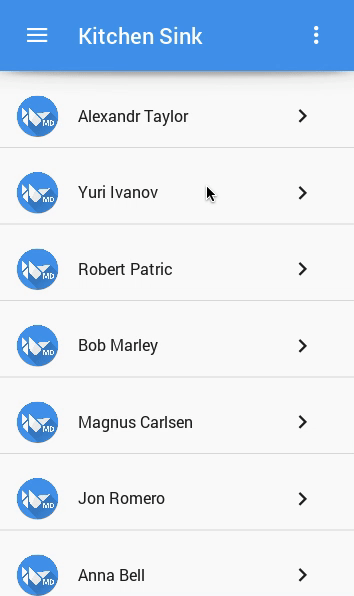 Kitchen Sink
MD Alexandr Taylor
MD Yuri Ivanov
MD Robert Patric
MD Bob Marley
MD Magnus Carlsen
MD Jon Romero
MD Anna Bell